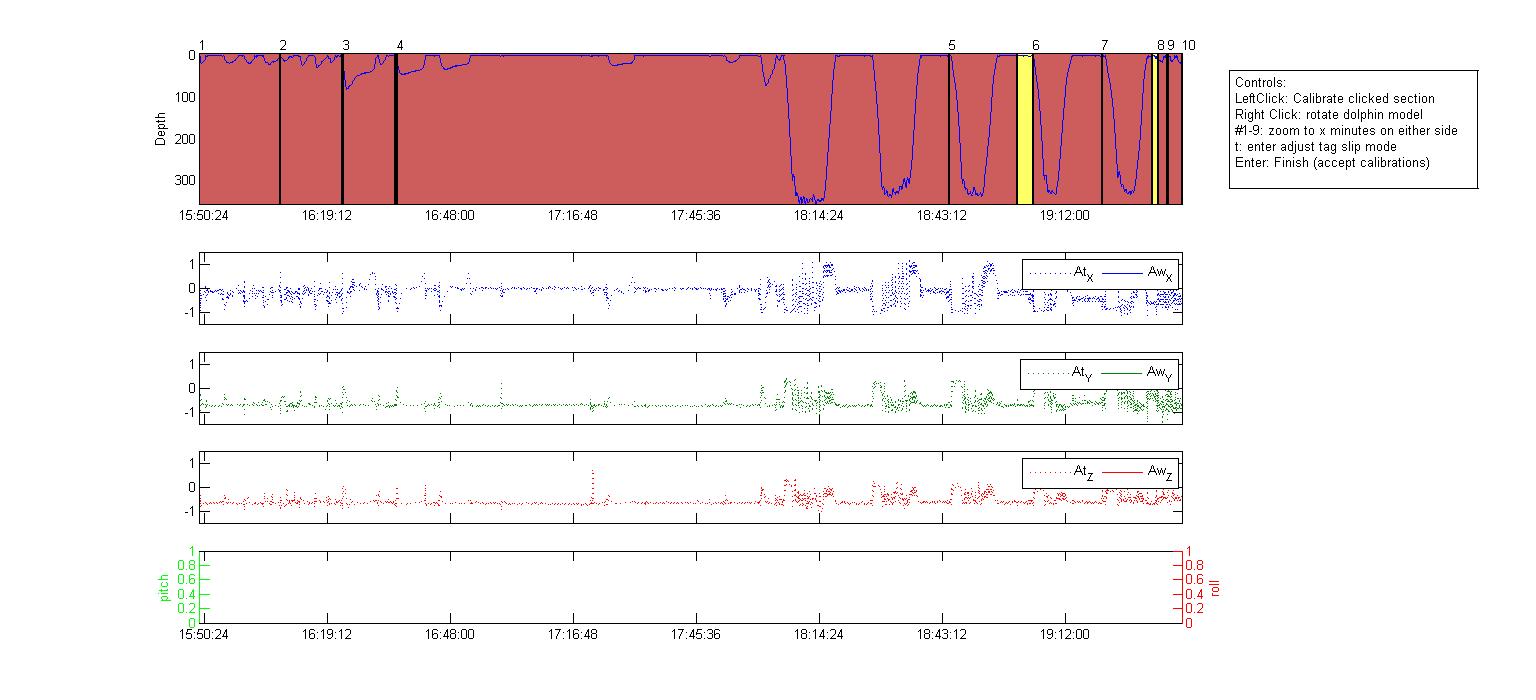 1 2 3 4 5 6 7 8 9 10
0
100
200
300
Depth
15:50:24 16:19:12 16:48:00 17:16:48 17:45:36 18:14:24 18:43:12 19:12:00
Controls:
LeftClick: Calibrate clicked section
Right Click: rotate dolphin model
#1-9: zoom to x minutes on either side
t: enter adjust tag slip mode
Enter: Finish (accept calibrations)
1
0
-1
AtX AwX
1
0
-1
AtY AwY
1
0
-1
AtZ AwZ
1
0.8
0.6
0.4
0.2
0
pitch
1
0.8
0.6
0.4
0.2
0
roll
15:50:24 16:19:12 16:48:00 17:16:48 17:45:36 18:14:24 18:43:12 19:12:00